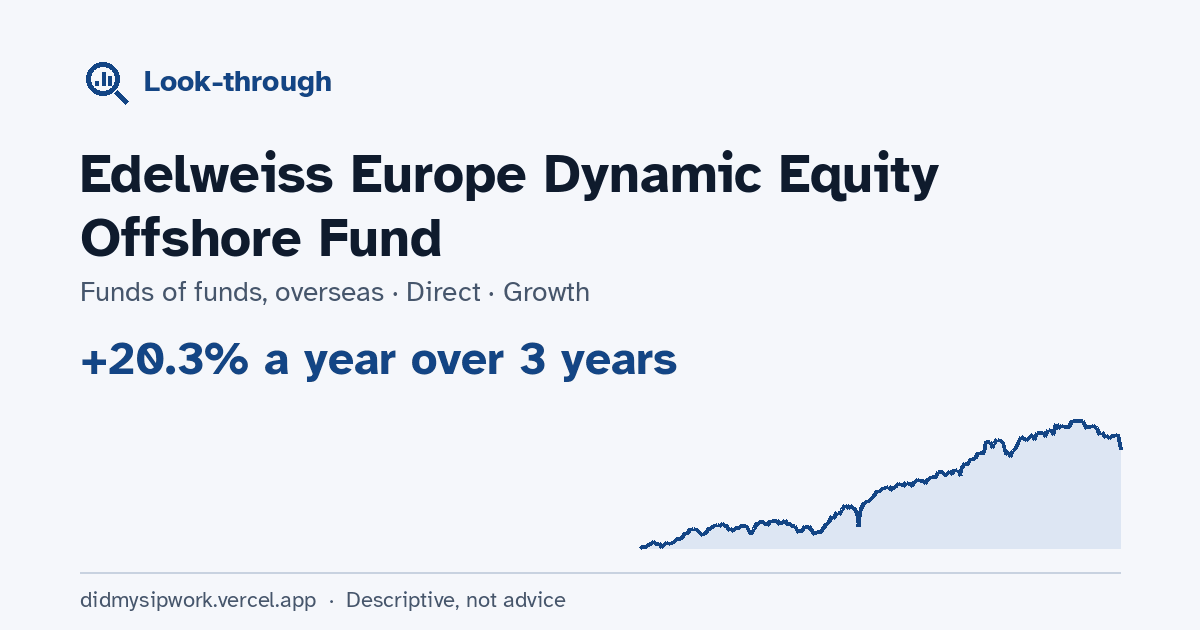 Look-through
Edelweiss Europe Dynamic Equity
Offshore Fund
Funds of funds, overseas · Direct · Growth
+20.3% a year over 3 years
didmysipwork.vercel.app · Descriptive, not advice